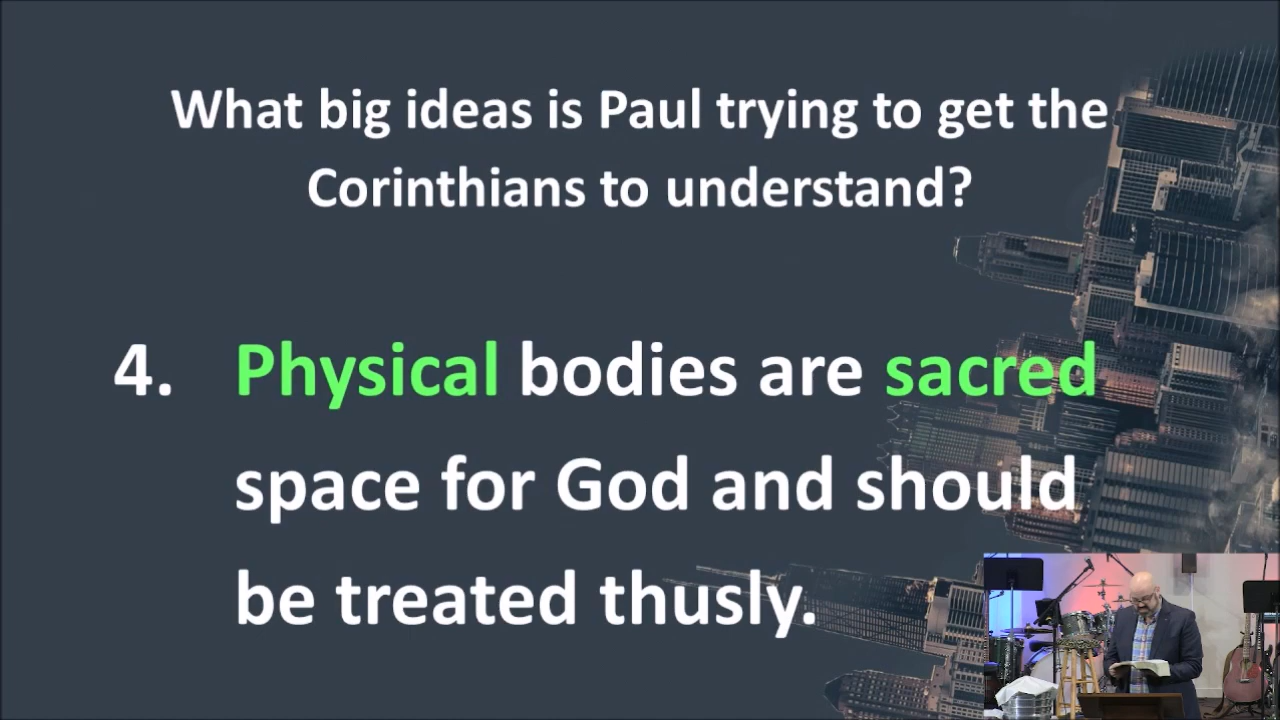 What big ideas is Paul trying to get the
Corinthians to understand?
4. Physical bodies are sacred
space for God and should
be treated thusly.